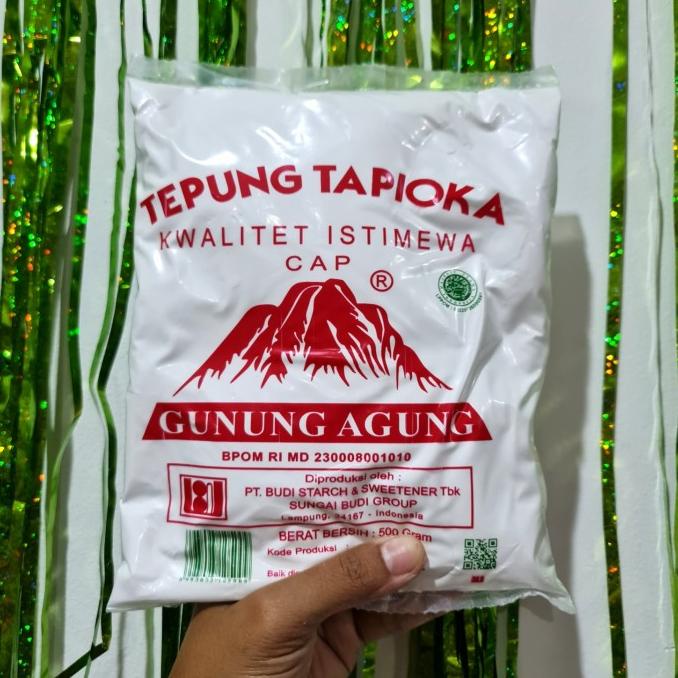 TEPUNG TAPIOKA
KWALITET ISTIMEWA
CAP ®
GUNUNG AGUNG
BPOM RI MD 230008001010
Diproduksi oleh :
PT. BUDI STARCH & SWEETENER Tbk
SUNGAI BUDI GROUP
Lampung, 34167 - Indonesia
BERAT BERSIH : 500 Gram
Kode Produksi :
Baik